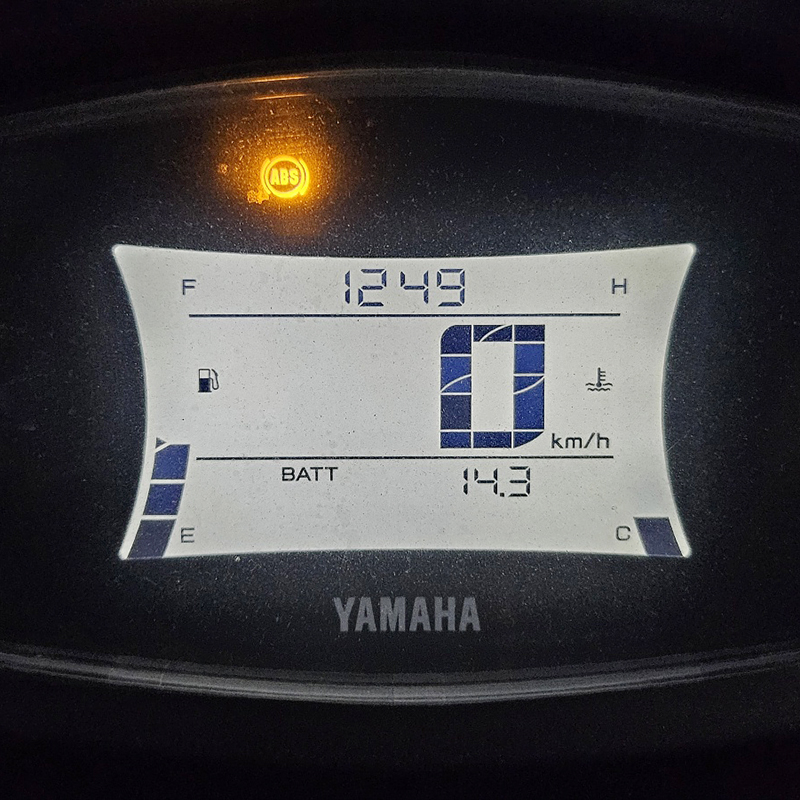 ABS
F 1249 H
0 km/h
BATT 14.3
E C
YAMAHA